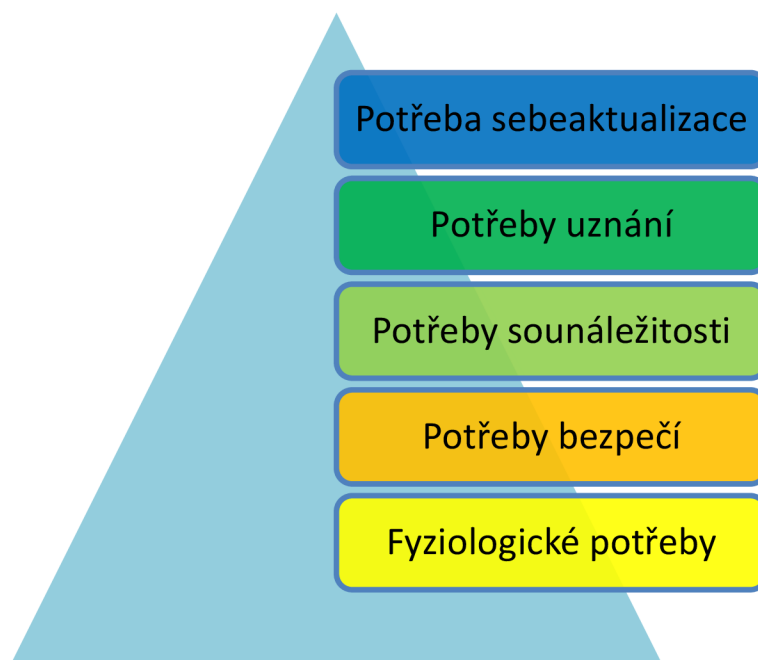 Potřeba sebeaktualizace
Potřeby uznání
Potřeby sounáležitosti
Potřeby bezpečí
Fyziologické potřeby